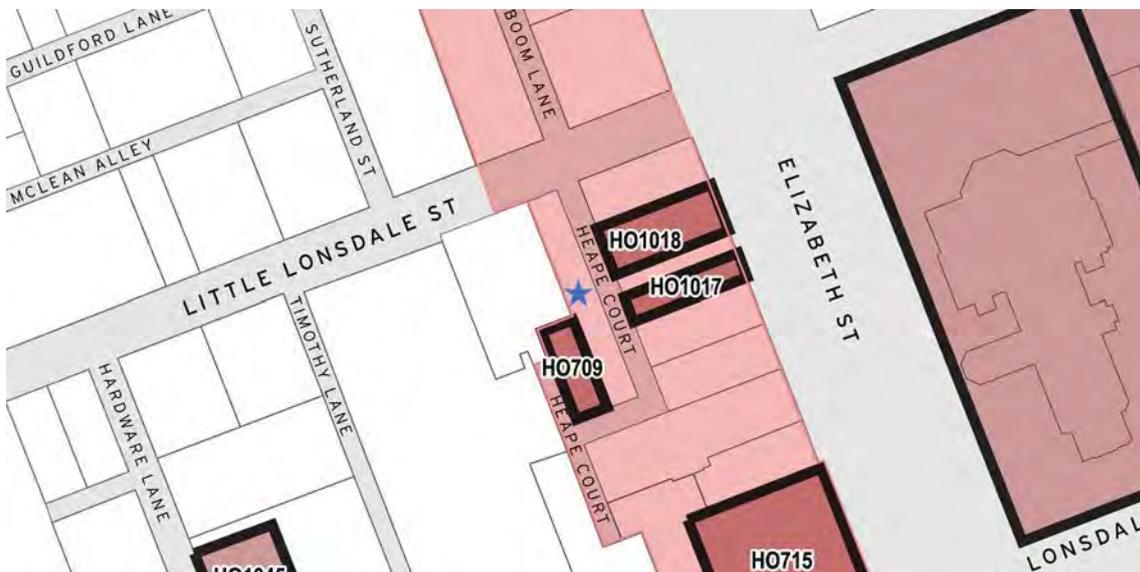 GUILDFORD LANE
SUTHERLAND ST
BOOM LANE
MCLEAN ALLEY
LITTLE LONSDALE ST
ELIZABETH ST
HO1018
HEAPE COURT
HO1017
TIMOTHY LANE
HO709
HARDWARE LANE
HEAPE COURT
HO715